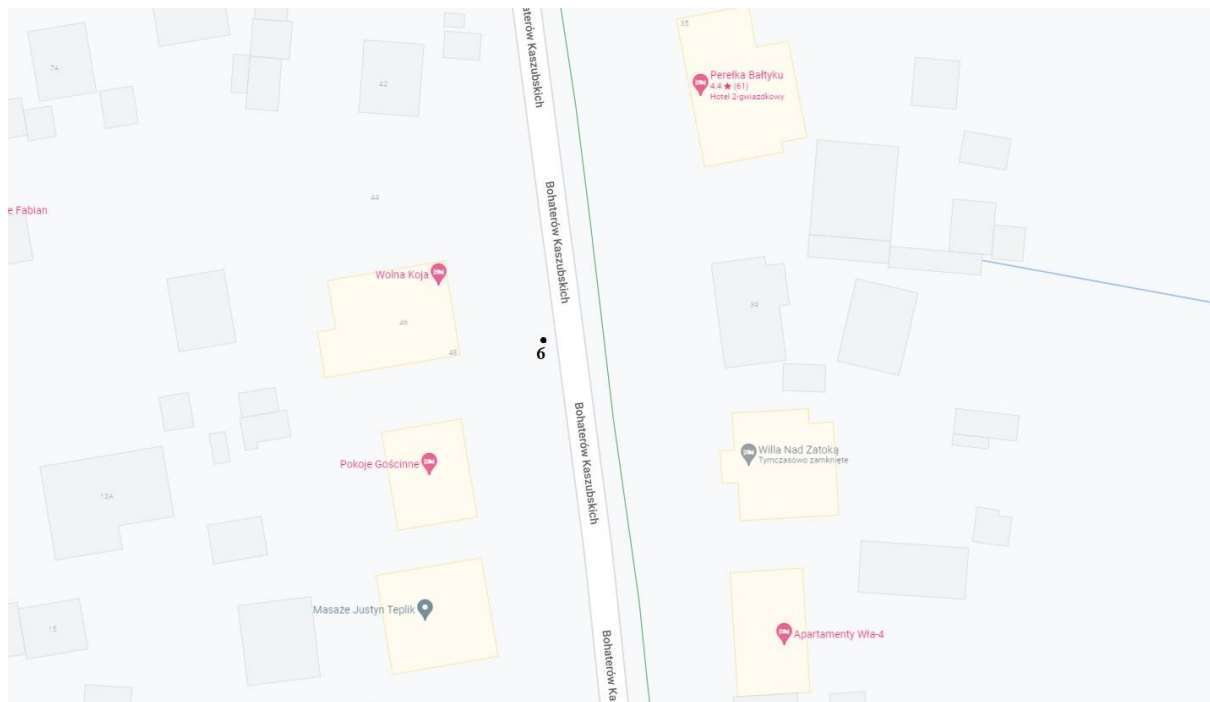 35
7A
42
Perełka Bałtyku
4,4 ★ (61)
Hotel 2-gwiazdkowy
aterów Kaszubskich
44
Bohaterów Kaszubskich
e Fabian
Wolna Koja
46
48
39
6
Bohaterów Kaszubskich
Willa Nad Zatoką
Tymczasowo zamknięte
Pokoje Gościnne
13A
Masaże Justyn Teplik
15
Apartamenty Wła-4
Bohaterów Ka